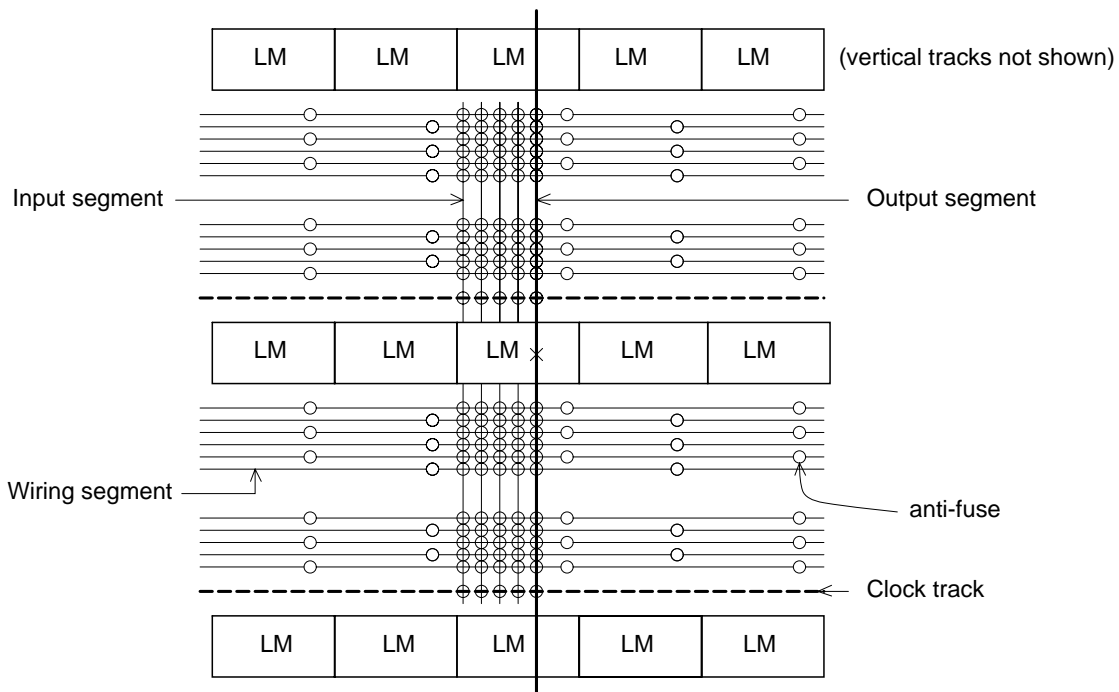 LM LM LM LM LM (vertical tracks not shown)
Input segment
Output segment
LM LM LM LM LM
Wiring segment
anti-fuse
Clock track
LM LM LM LM LM